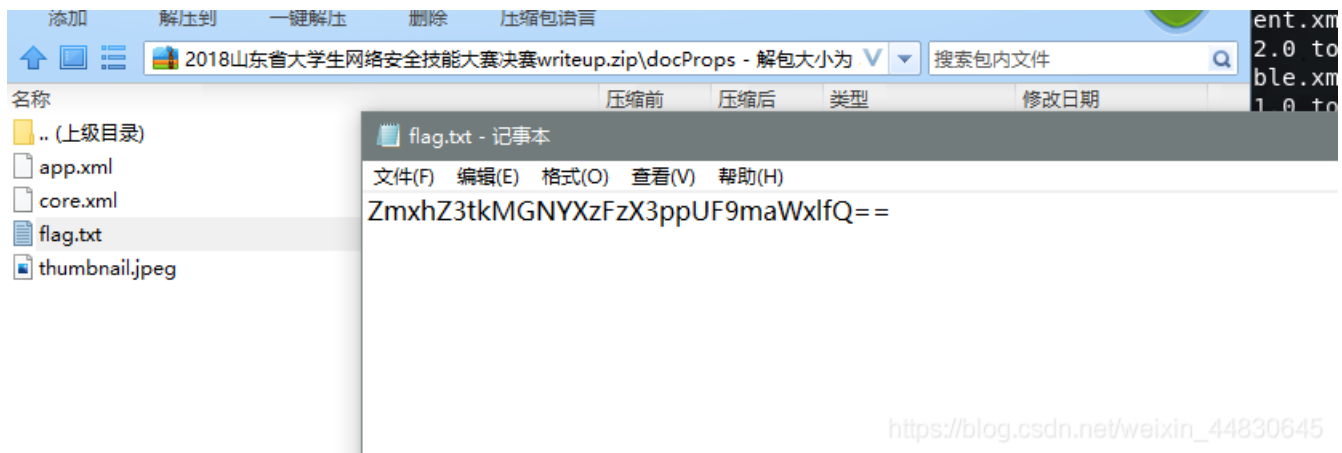 添加 解压到 一键解压 删除 压缩包语言
2018山东省大学生网络安全技能大赛决赛writeup.zip\docProps - 解包大小为
搜索包内文件
ent.xm
2.0 to
ble.xm
1.0 to
名称 压缩前 压缩后 类型 修改日期
.. (上级目录)
app.xml
core.xml
flag.txt
thumbnail.jpeg
flag.txt - 记事本
文件(F) 编辑(E) 格式(O) 查看(V) 帮助(H)
ZmxhZ3tkMGNYXzFzX3ppUF9maWxlfQ==
https://blog.csdn.net/weixin_44830645